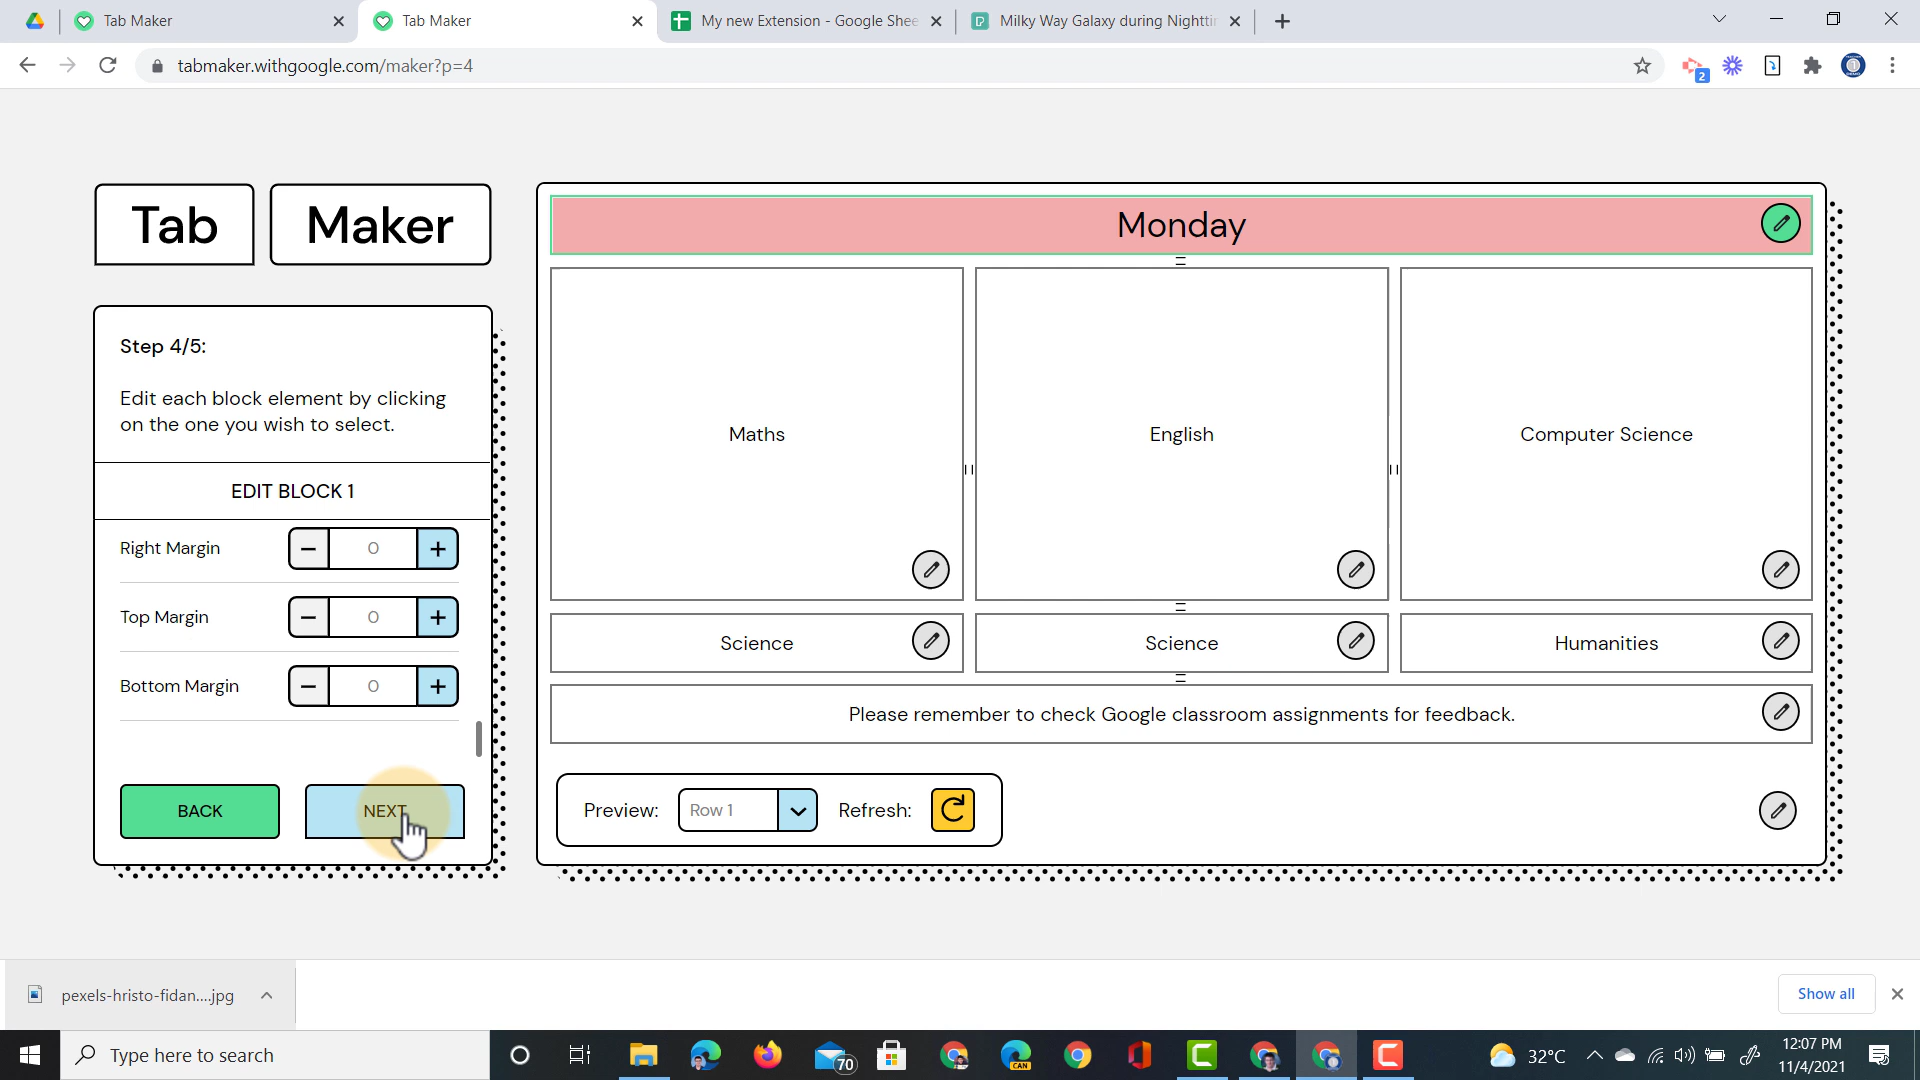 Tab Maker
Tab Maker
My new Extension - Google Shee
Milky Way Galaxy during Nighttin
tabmaker.withgoogle.com/maker?p=4
2
Tab Maker
Step 4/5:
Edit each block element by clicking
on the one you wish to select.
EDIT BLOCK 1
Right Margin
− 0 +
Top Margin
− 0 +
Bottom Margin
− 0 +
BACK
NEXT
Monday
Maths
English
Computer Science
Science
Science
Humanities
Please remember to check Google classroom assignments for feedback.
Preview:
Row 1
Refresh:
pexels-hristo-fidan....jpg
Show all
Type here to search
70
CAN
32°C
12:07 PM
11/4/2021